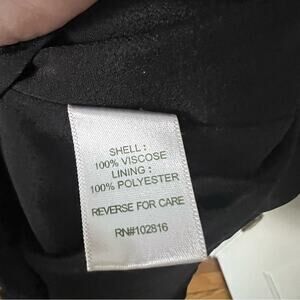 SHELL :
100% VISCOSE
LINING :
100% POLYESTER
REVERSE FOR CARE
RN#102816